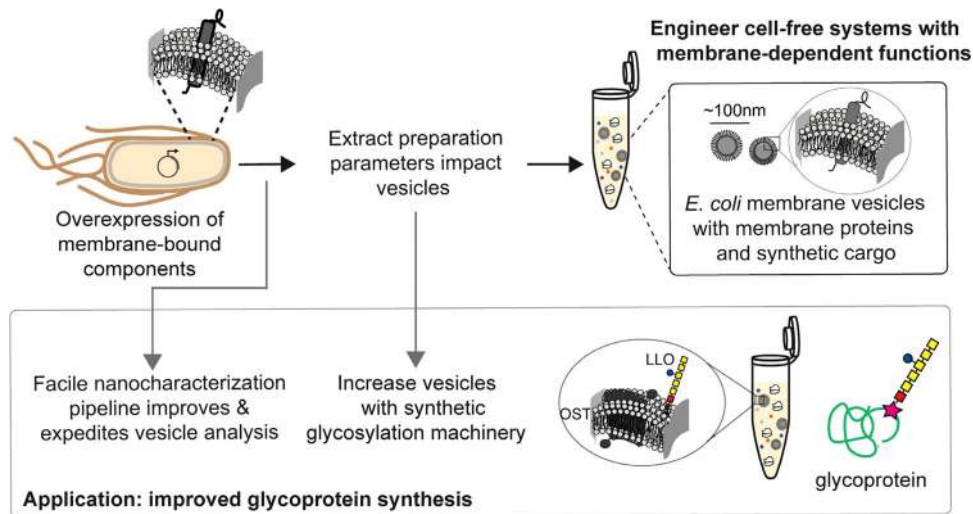 Engineer cell-free systems with
membrane-dependent functions
~100nm
E. coli membrane vesicles
with membrane proteins
and synthetic cargo
Extract preparation
parameters impact
vesicles
Overexpression of
membrane-bound
components
Facile nanocharacterization
pipeline improves &
expedites vesicle analysis
Increase vesicles
with synthetic
glycosylation machinery
LLO
OST
glycoprotein
Application: improved glycoprotein synthesis